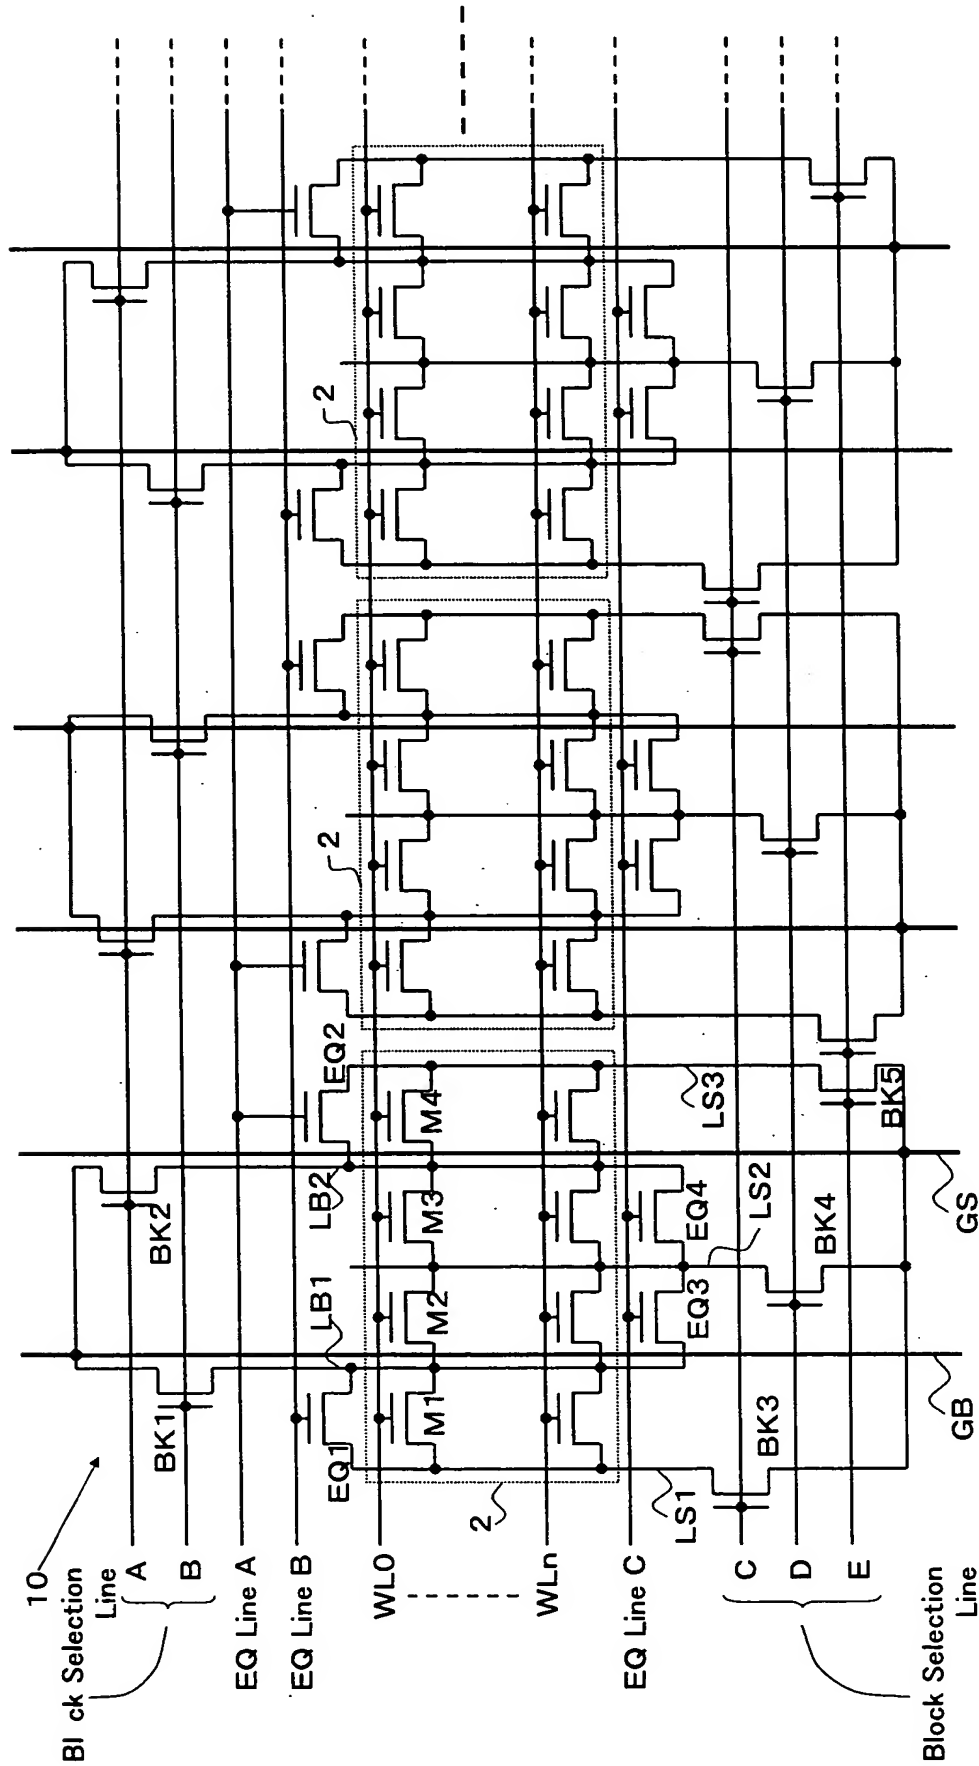 10
Bl ck Selection
Line
A
B
EQ Line A
EQ Line B
WL0
WLn
EQ Line C
C
D
E
Block Selection
Line
BK1
BK2
EQ1
LB1
LB2
EQ2
M1
M2
M3
M4
2
2
2
EQ3
EQ4
LS1
LS2
LS3
BK3
BK4
BK5
GB
GS